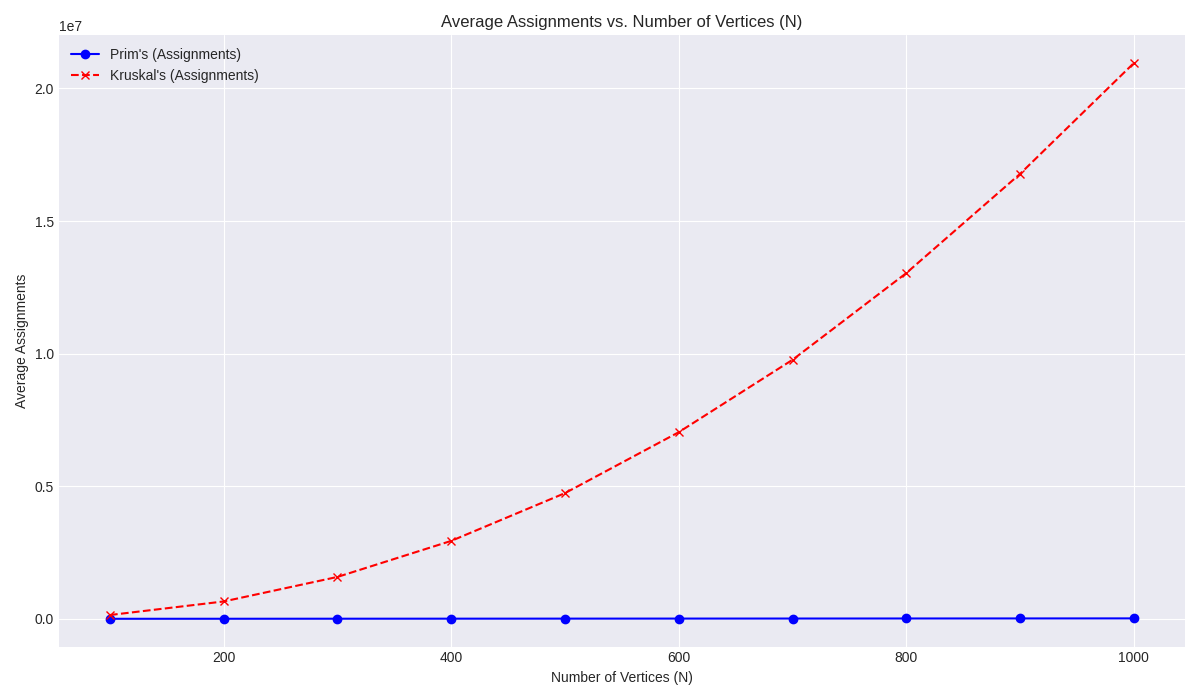 Average Assignments vs. Number of Vertices (N)
1e7
Prim's (Assignments)
Kruskal's (Assignments)
2.0
1.5
1.0
0.5
0.0
Average Assignments
200 400 600 800 1000
Number of Vertices (N)